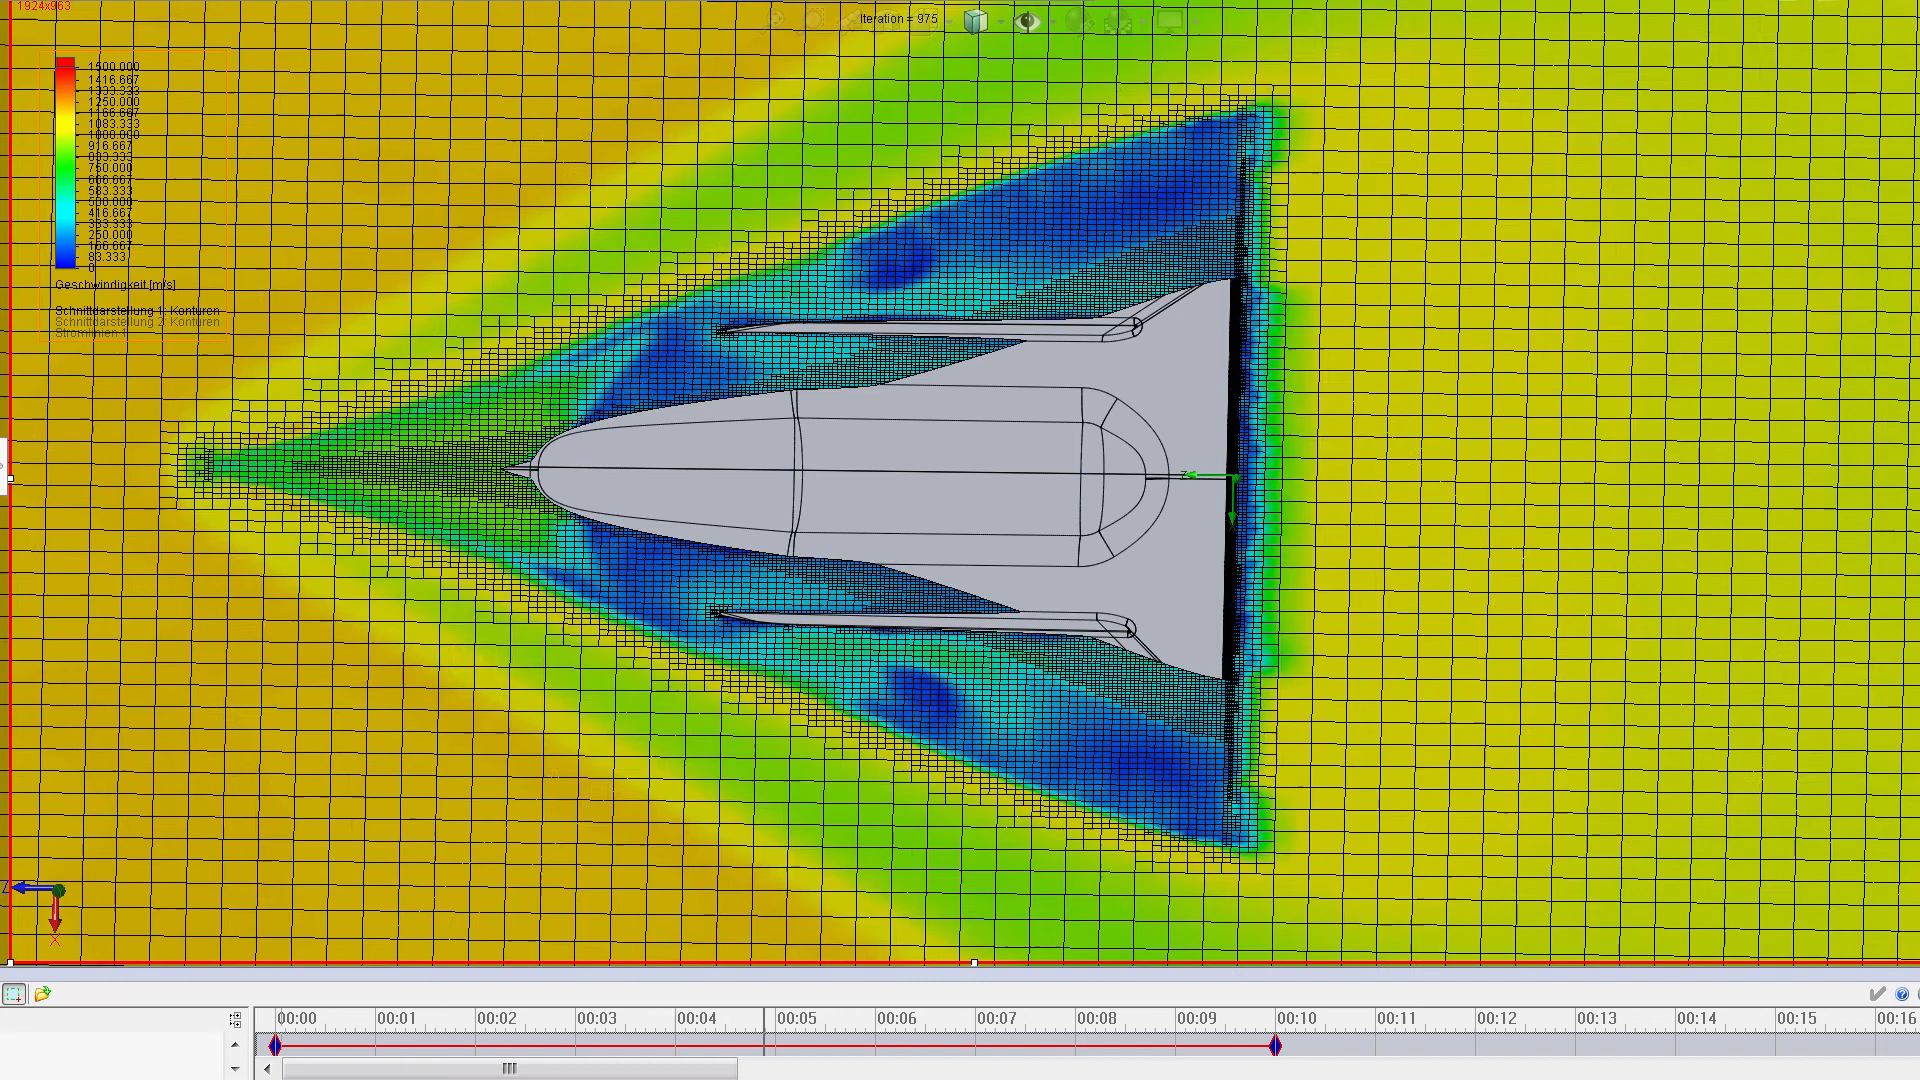 1924x963
Iteration = 975
1500.000
1416.667
1333.333
1250.000
1166.667
1083.333
1000.000
916.667
833.333
750.000
666.667
583.333
500.000
416.667
333.333
250.000
166.667
83.333
0
Geschwindigkeit [m/s]
Schnittdarstellung 1: Konturen
Schnittdarstellung 2: Konturen
Stromlinien 1
Z
Z
X
00:00 00:01 00:02 00:03 00:04 00:05 00:06 00:07 00:08 00:09 00:10 00:11 00:12 00:13 00:14 00:15 00:16